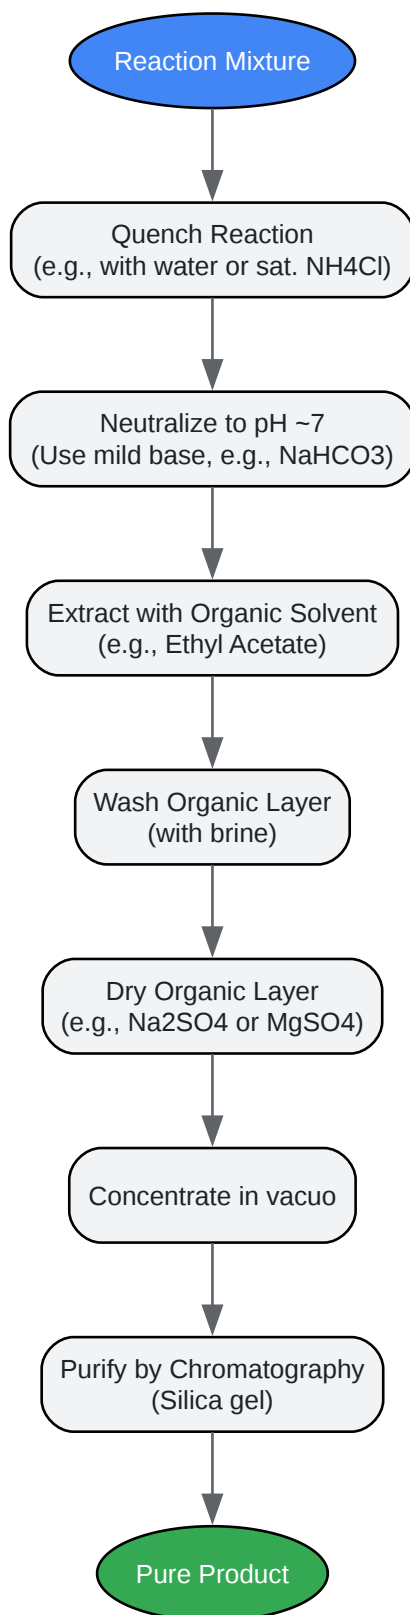 Reaction Mixture
Quench Reaction
(e.g., with water or sat. NH4Cl)
Neutralize to pH ~7
(Use mild base, e.g., NaHCO3)
Extract with Organic Solvent
(e.g., Ethyl Acetate)
Wash Organic Layer
(with brine)
Dry Organic Layer
(e.g., Na2SO4 or MgSO4)
Concentrate in vacuo
Purify by Chromatography
(Silica gel)
Pure Product